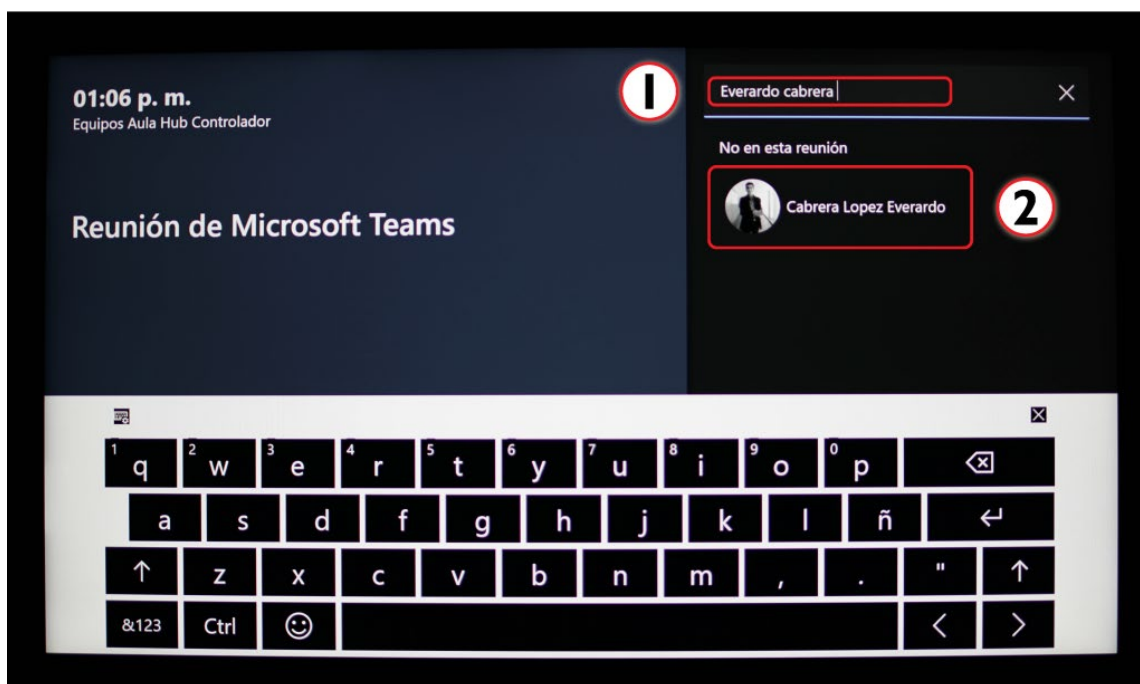 01:06 p. m.
Equipos Aula Hub Controlador
Reunión de Microsoft Teams
1
Everardo cabrera
No en esta reunión
Cabrera Lopez Everardo
2
1 q 2 w 3 e 4 r 5 t 6 y 7 u 8 i 9 o 0 p
a s d f g h j k l ñ
z x c v b n m , . "
&123 Ctrl < >